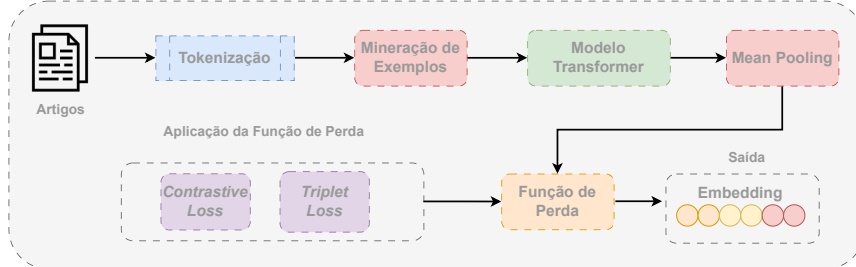 Artigos
Tokenização
Mineração de
Exemplos
Modelo
Transformer
Mean Pooling
Aplicação da Função de Perda
Contrastive
Loss
Triplet
Loss
Função de
Perda
Saída
Embedding